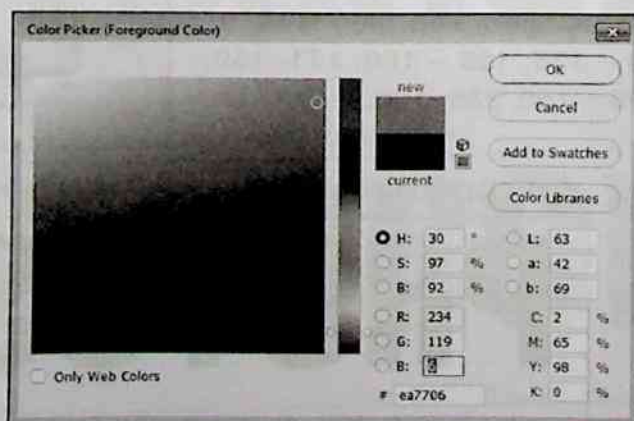 Color Picker (Foreground Color)
new
current
OK
Cancel
Add to Swatches
Color Libraries
H: 30 °
S: 97 %
B: 92 %
R: 234
G: 119
B: 6
# ea7706
L: 63
a: 42
b: 69
C: 2 %
M: 65 %
Y: 98 %
K: 0 %
Only Web Colors